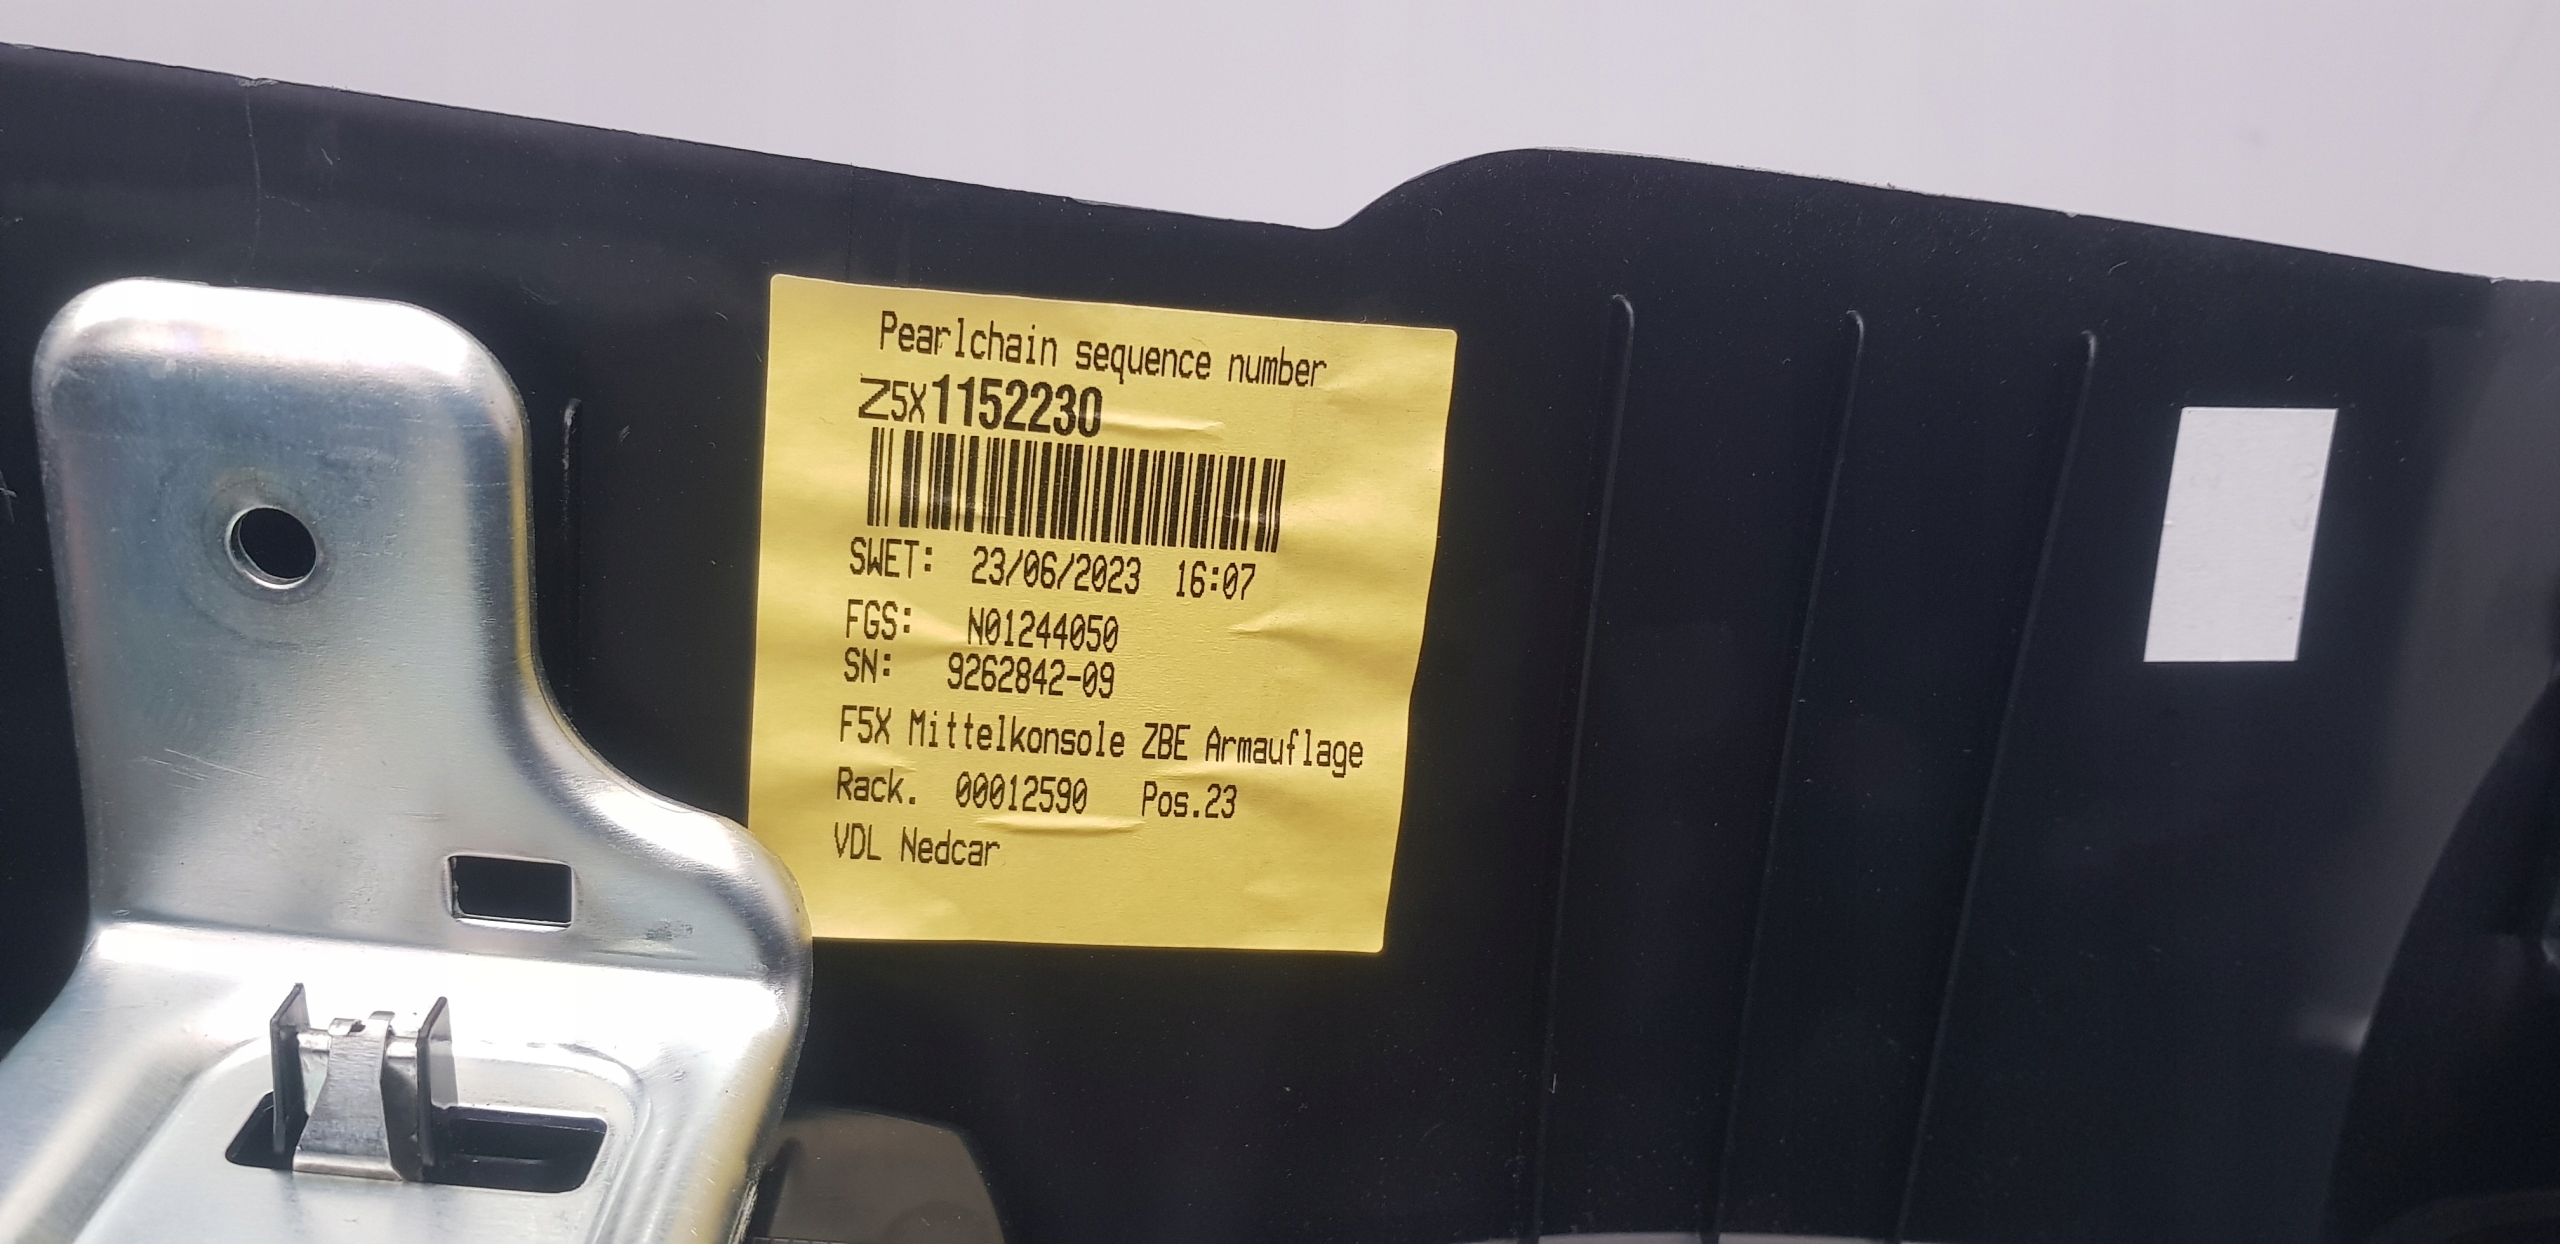 Pearlchain sequence number
Z5X1152230
SWET: 23/06/2023 16:07
FGS: N01244050
SN: 9262842-09
F5X Mittelkonsole ZBE Armauflage
Rack. 00012590 Pos.23
VDL Nedcar